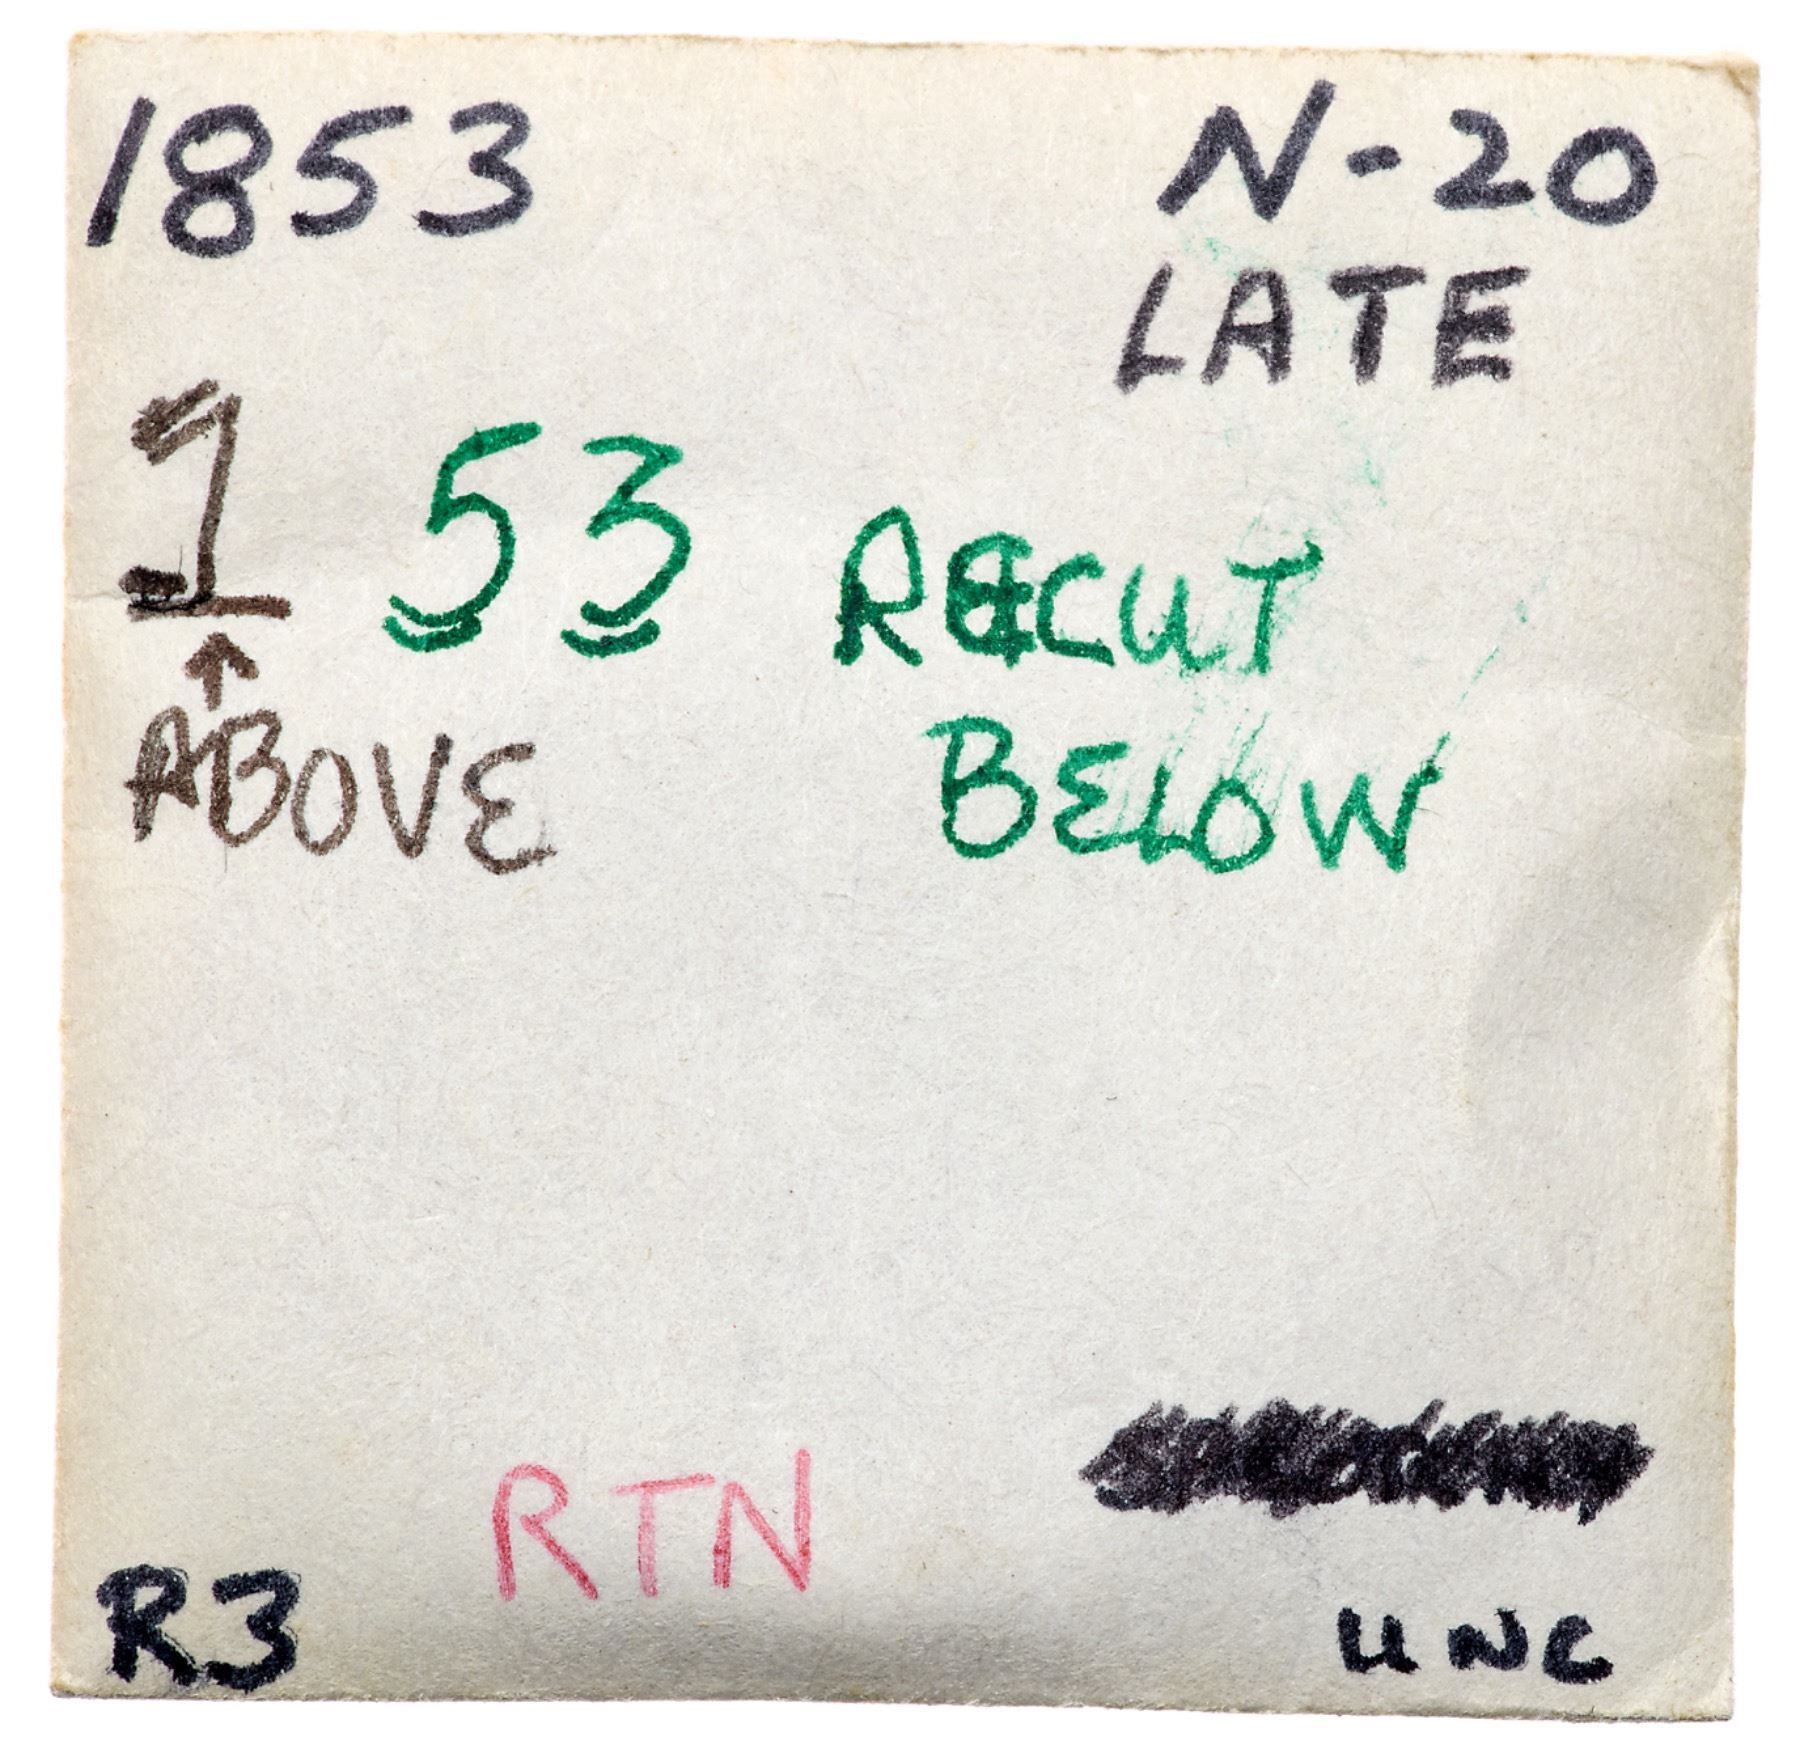 1853 N-20
LATE
1 53 RECUT
ABOVE BELOW
RTN
R3 UNC